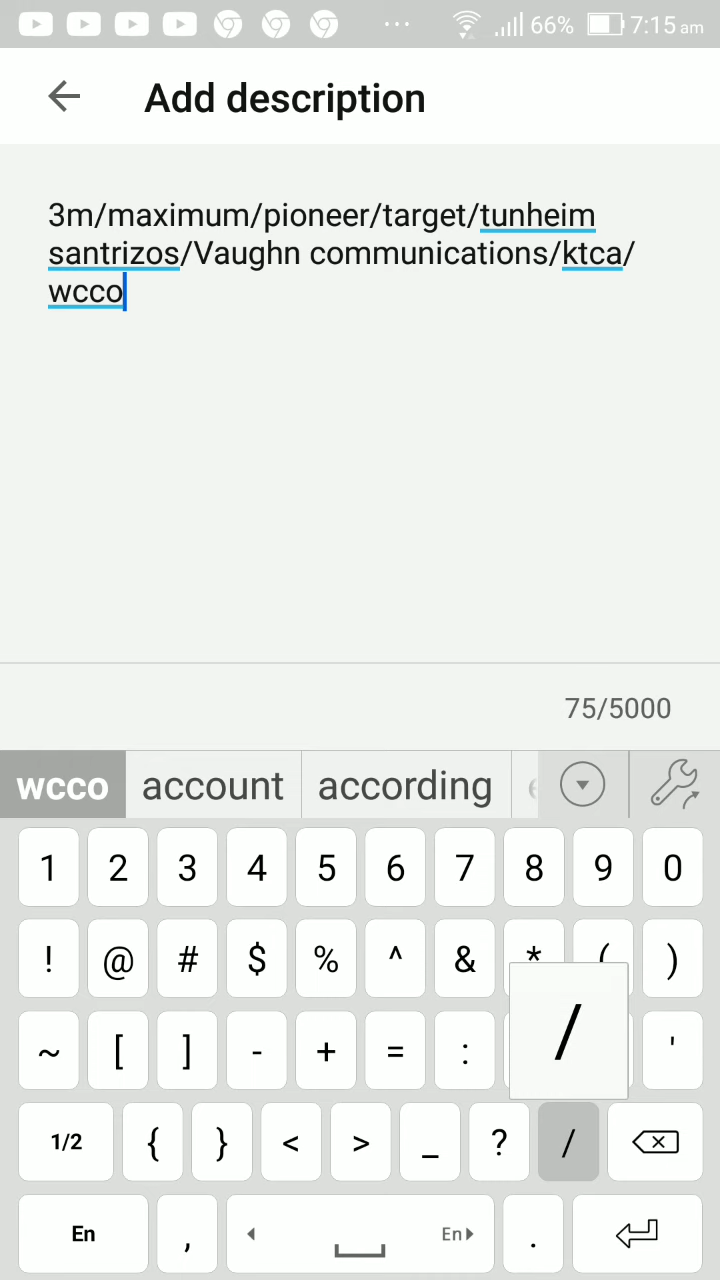 66% 7:15 am
Add description
3m/maximum/pioneer/target/tunheim
santrizos/Vaughn communications/ktca/
wcco
75/5000
wcco account according
1 2 3 4 5 6 7 8 9 0
! @ # $ % ^ & * ( )
~ [ ] - + = : / '
1/2 { } < > _ ? /
En , En .